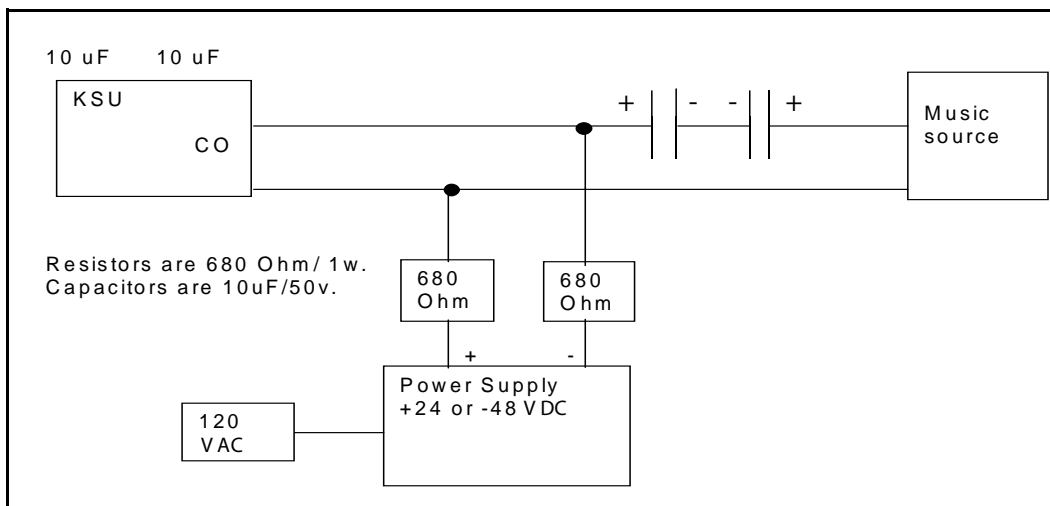 10 uF 10 uF
KSU
CO
+ - - +
Music
source
Resistors are 680 Ohm/ 1w.
Capacitors are 10uF/50v.
680
Ohm
680
Ohm
+ -
Power Supply
+24 or -48 VDC
120
VAC